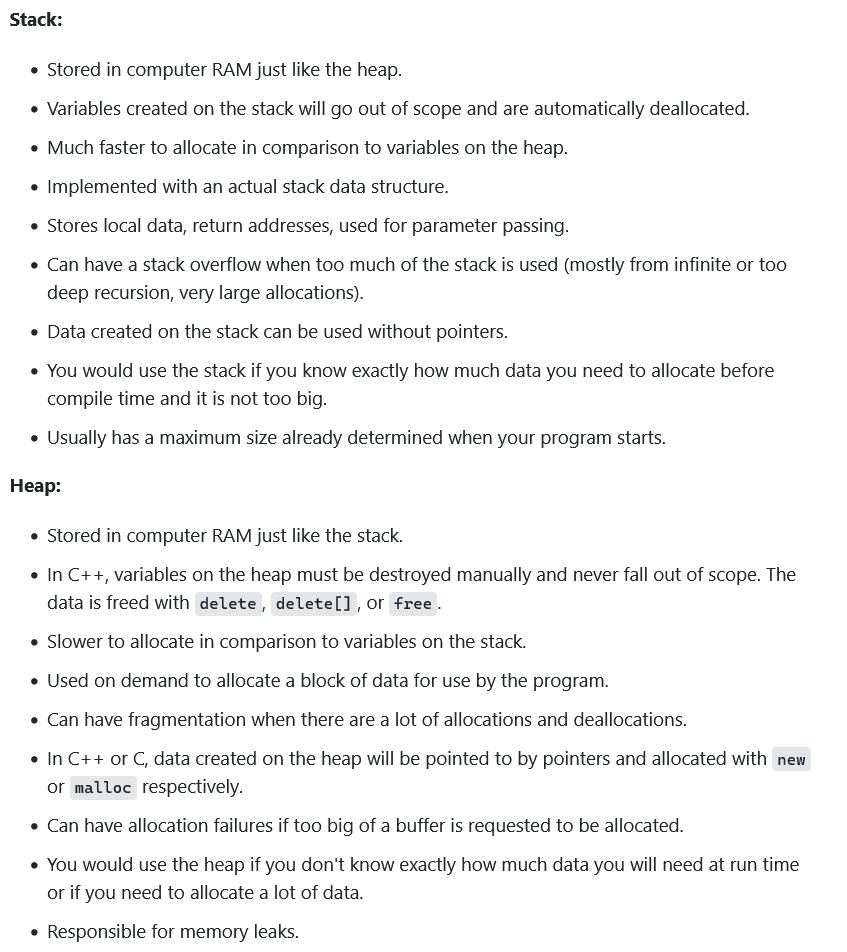 Stack:
• Stored in computer RAM just like the heap.
• Variables created on the stack will go out of scope and are automatically deallocated.
• Much faster to allocate in comparison to variables on the heap.
• Implemented with an actual stack data structure.
• Stores local data, return addresses, used for parameter passing.
• Can have a stack overflow when too much of the stack is used (mostly from infinite or too
deep recursion, very large allocations).
• Data created on the stack can be used without pointers.
• You would use the stack if you know exactly how much data you need to allocate before
compile time and it is not too big.
• Usually has a maximum size already determined when your program starts.
Heap:
• Stored in computer RAM just like the stack.
• In C++, variables on the heap must be destroyed manually and never fall out of scope. The
data is freed with delete, delete[], or free.
• Slower to allocate in comparison to variables on the stack.
• Used on demand to allocate a block of data for use by the program.
• Can have fragmentation when there are a lot of allocations and deallocations.
• In C++ or C, data created on the heap will be pointed to by pointers and allocated with new
or malloc respectively.
• Can have allocation failures if too big of a buffer is requested to be allocated.
• You would use the heap if you don't know exactly how much data you will need at run time
or if you need to allocate a lot of data.
• Responsible for memory leaks.